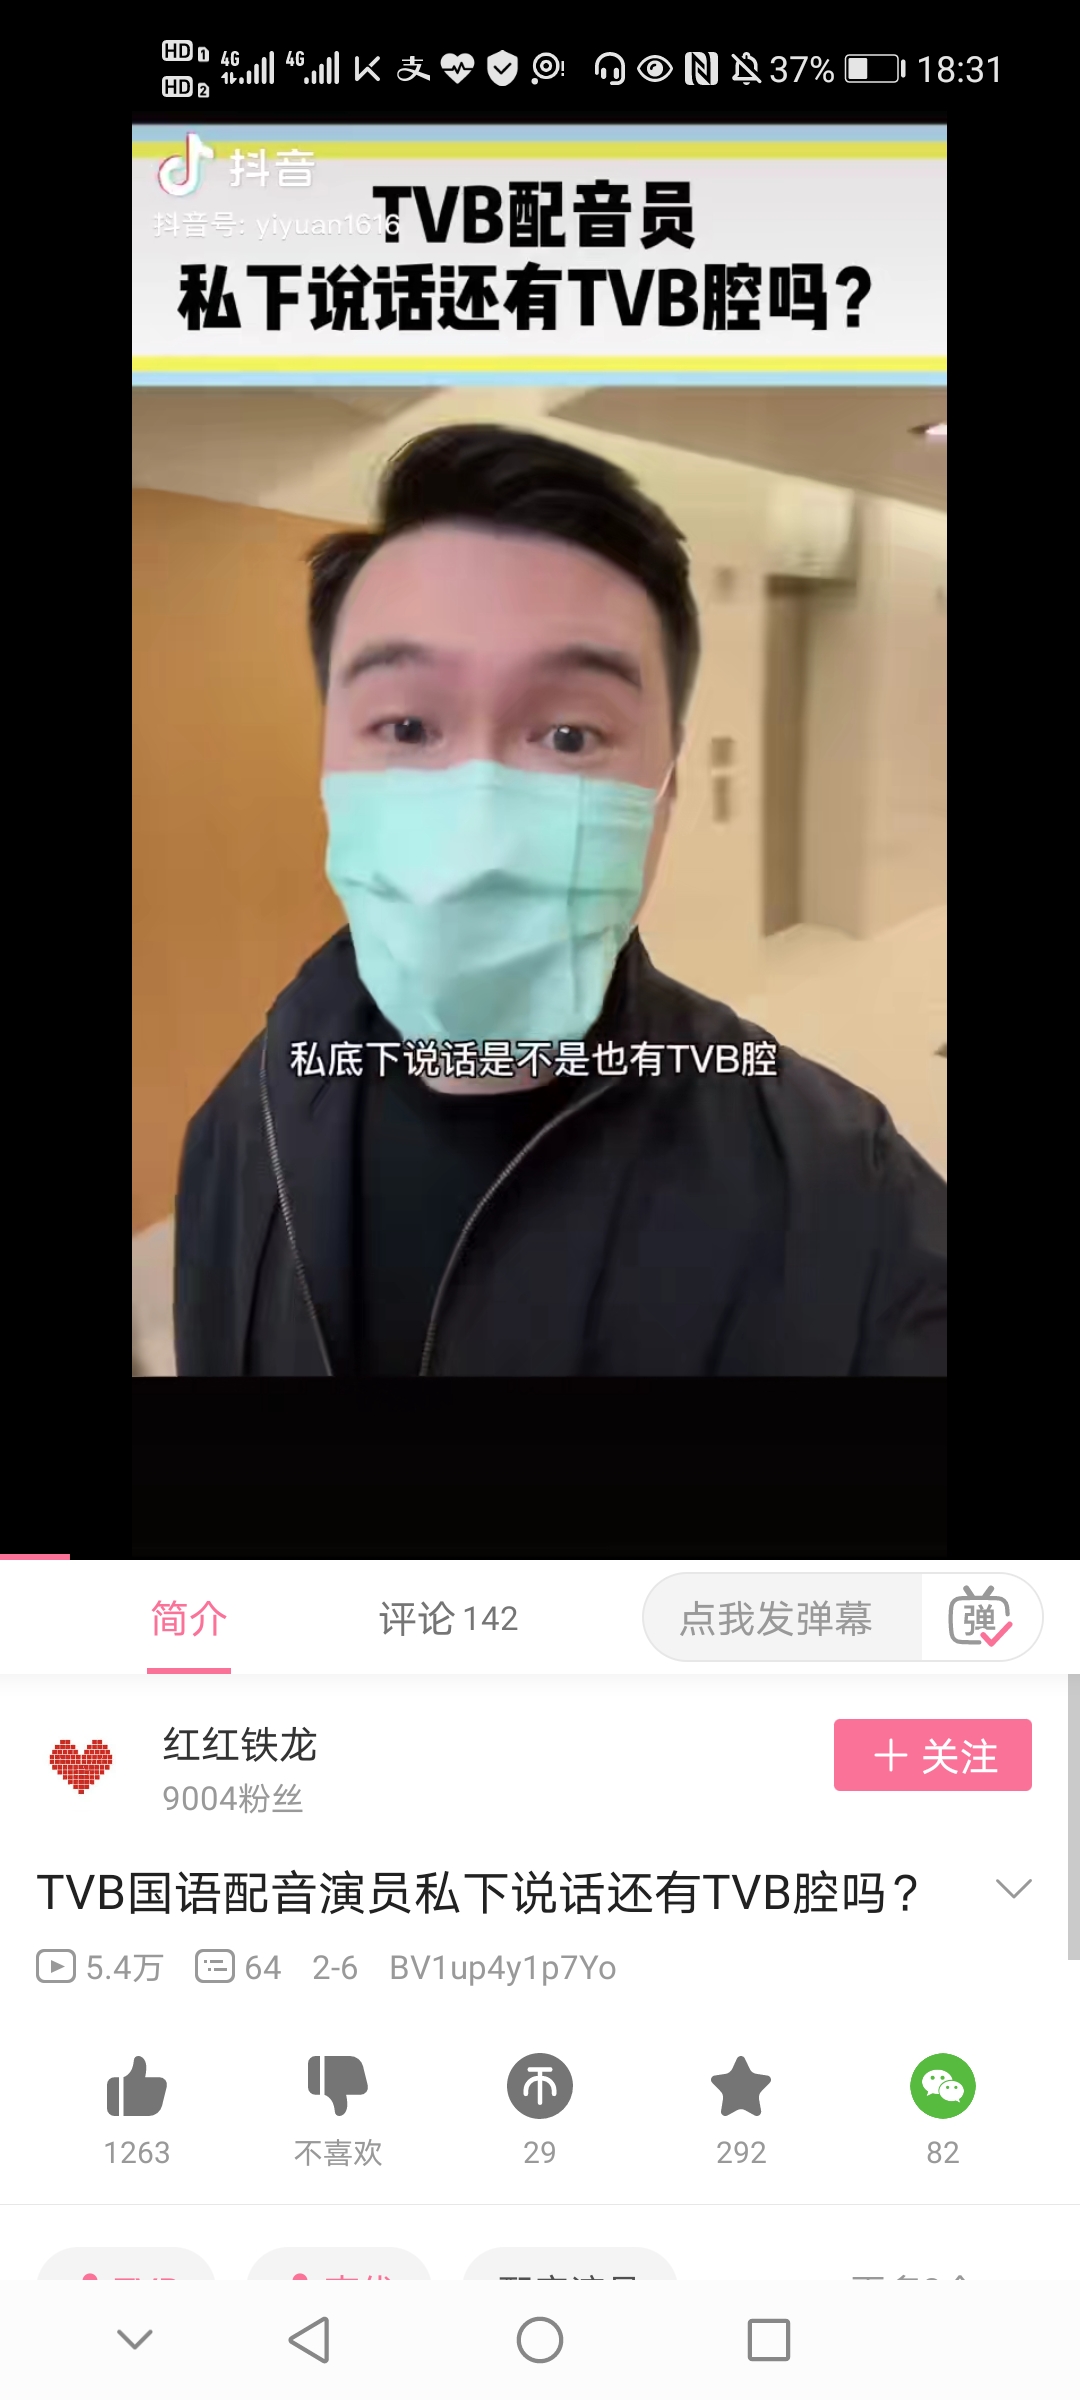 HD 1 4G 4G 37% 18:31
HD 2
抖音
抖音号: yiyuan1616
TVB配音员
私下说话还有TVB腔吗?
私底下说话是不是也有TVB腔
简介 评论 142 点我发弹幕 弹
红红铁龙
9004粉丝
+ 关注
TVB国语配音演员私下说话还有TVB腔吗?
5.4万 64 2-6 BV1up4y1p7Yo
1263 不喜欢 29 292 82